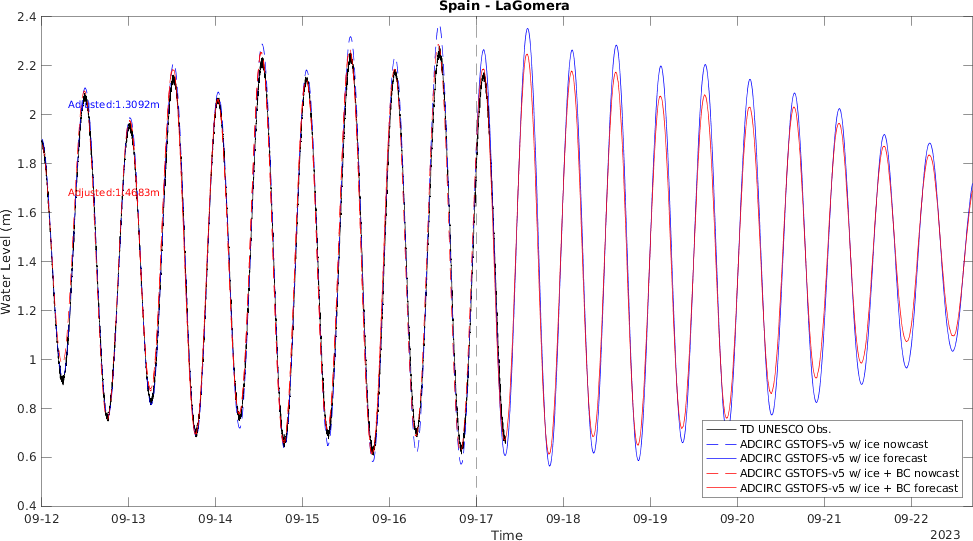 Spain - LaGomera
2.4
2.2
2
1.8
1.6
1.4
1.2
1
0.8
0.6
0.4
Water Level (m)
Adjusted:1.3092m
Adjusted:1.4683m
TD UNESCO Obs.
ADCIRC GSTOFS-v5 w/ ice nowcast
ADCIRC GSTOFS-v5 w/ ice forecast
ADCIRC GSTOFS-v5 w/ ice + BC nowcast
ADCIRC GSTOFS-v5 w/ ice + BC forecast
09-12 09-13 09-14 09-15 09-16 09-17 09-18 09-19 09-20 09-21 09-22
Time
2023